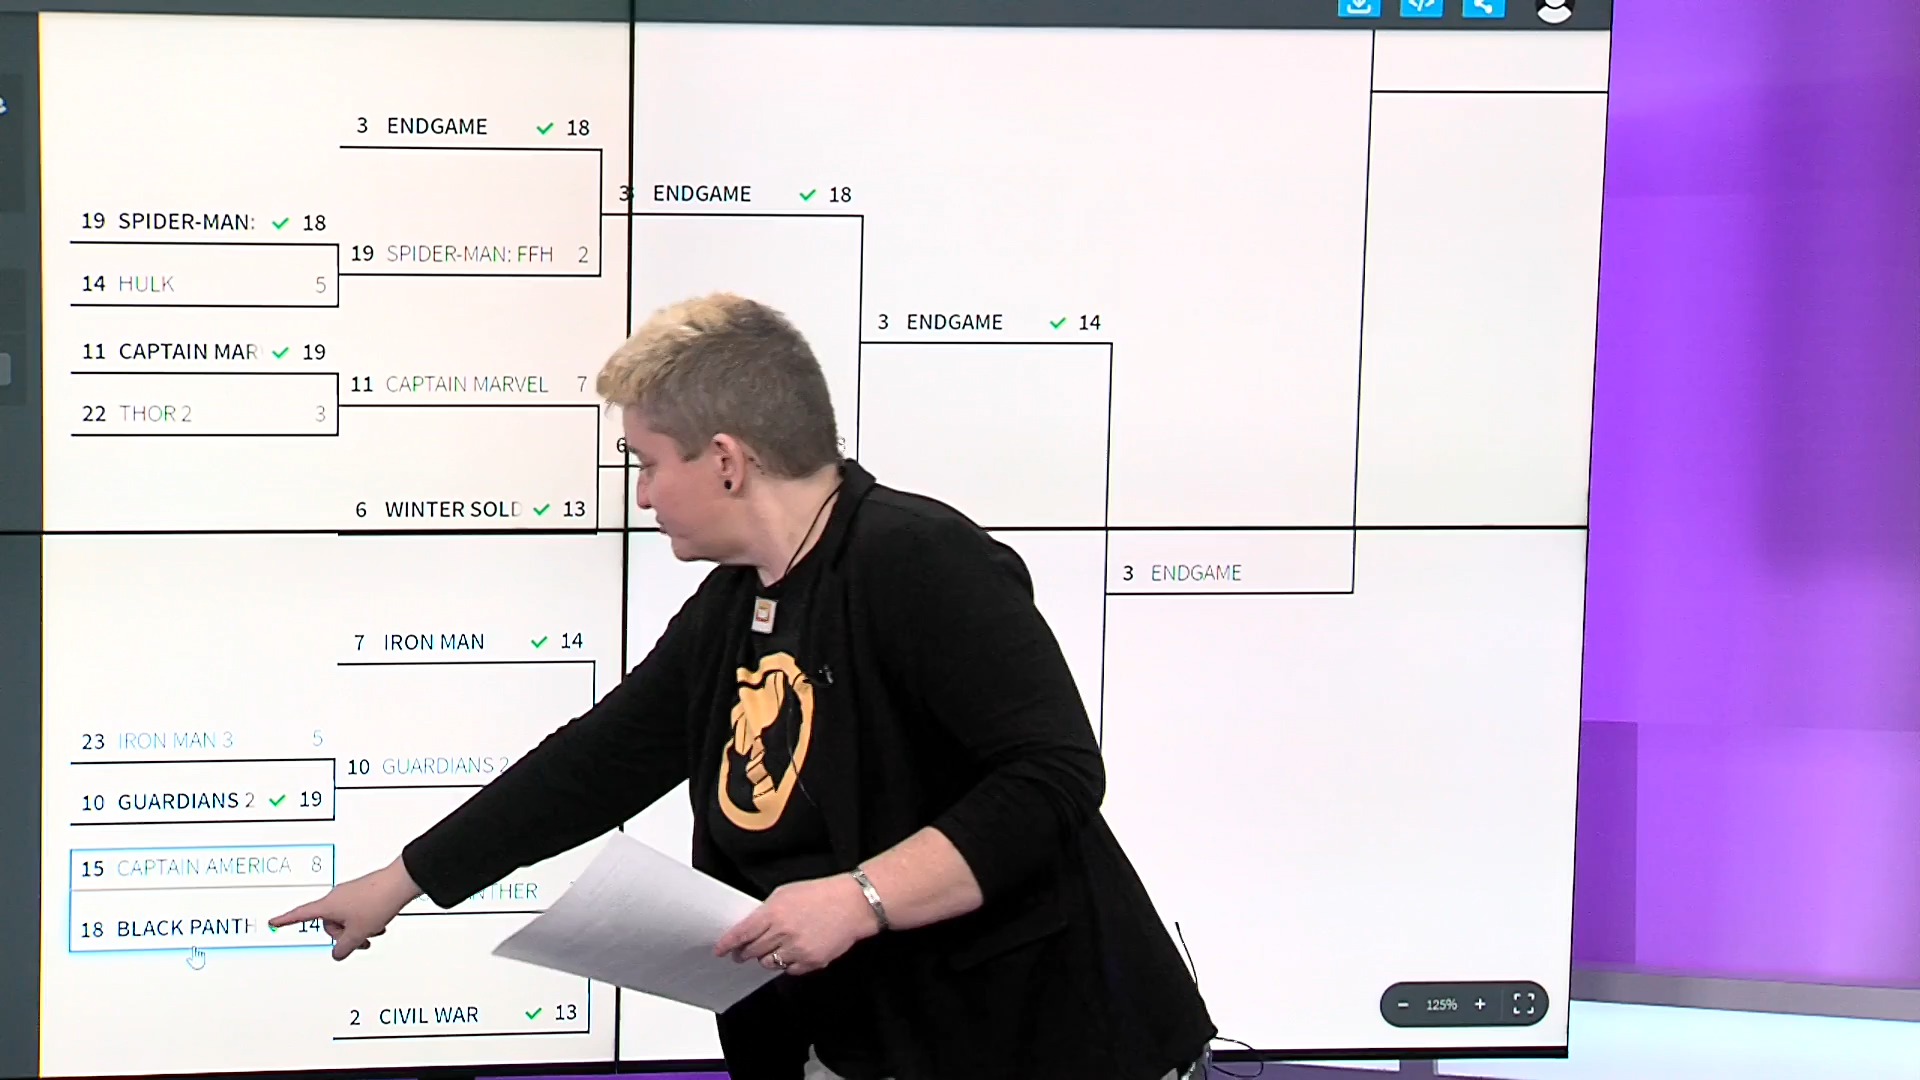 3 ENDGAME 18
3 ENDGAME 18
19 SPIDER-MAN: 18
19 SPIDER-MAN: FFH 2
14 HULK 5
3 ENDGAME 14
11 CAPTAIN MAR 19
11 CAPTAIN MARVEL 7
22 THOR 2 3
6
6 WINTER SOLD 13
3 ENDGAME
7 IRON MAN 14
23 IRON MAN 3 5
10 GUARDIANS 2
10 GUARDIANS 2 19
15 CAPTAIN AMERICA 8
18 BLACK PANTH 14
2 CIVIL WAR 13
125%